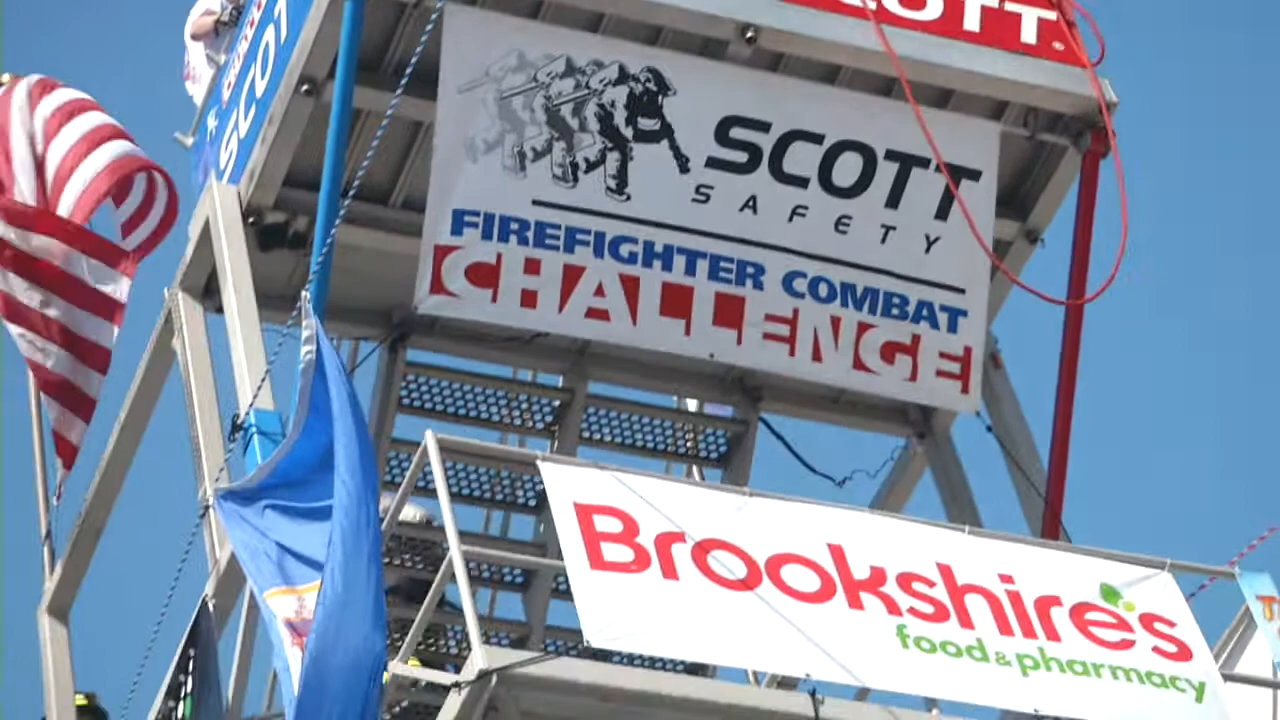 SCOTT
SCOTT
SCOTT
SAFETY
FIREFIGHTER COMBAT
CHALLENGE
Brookshire's
food & pharmacy